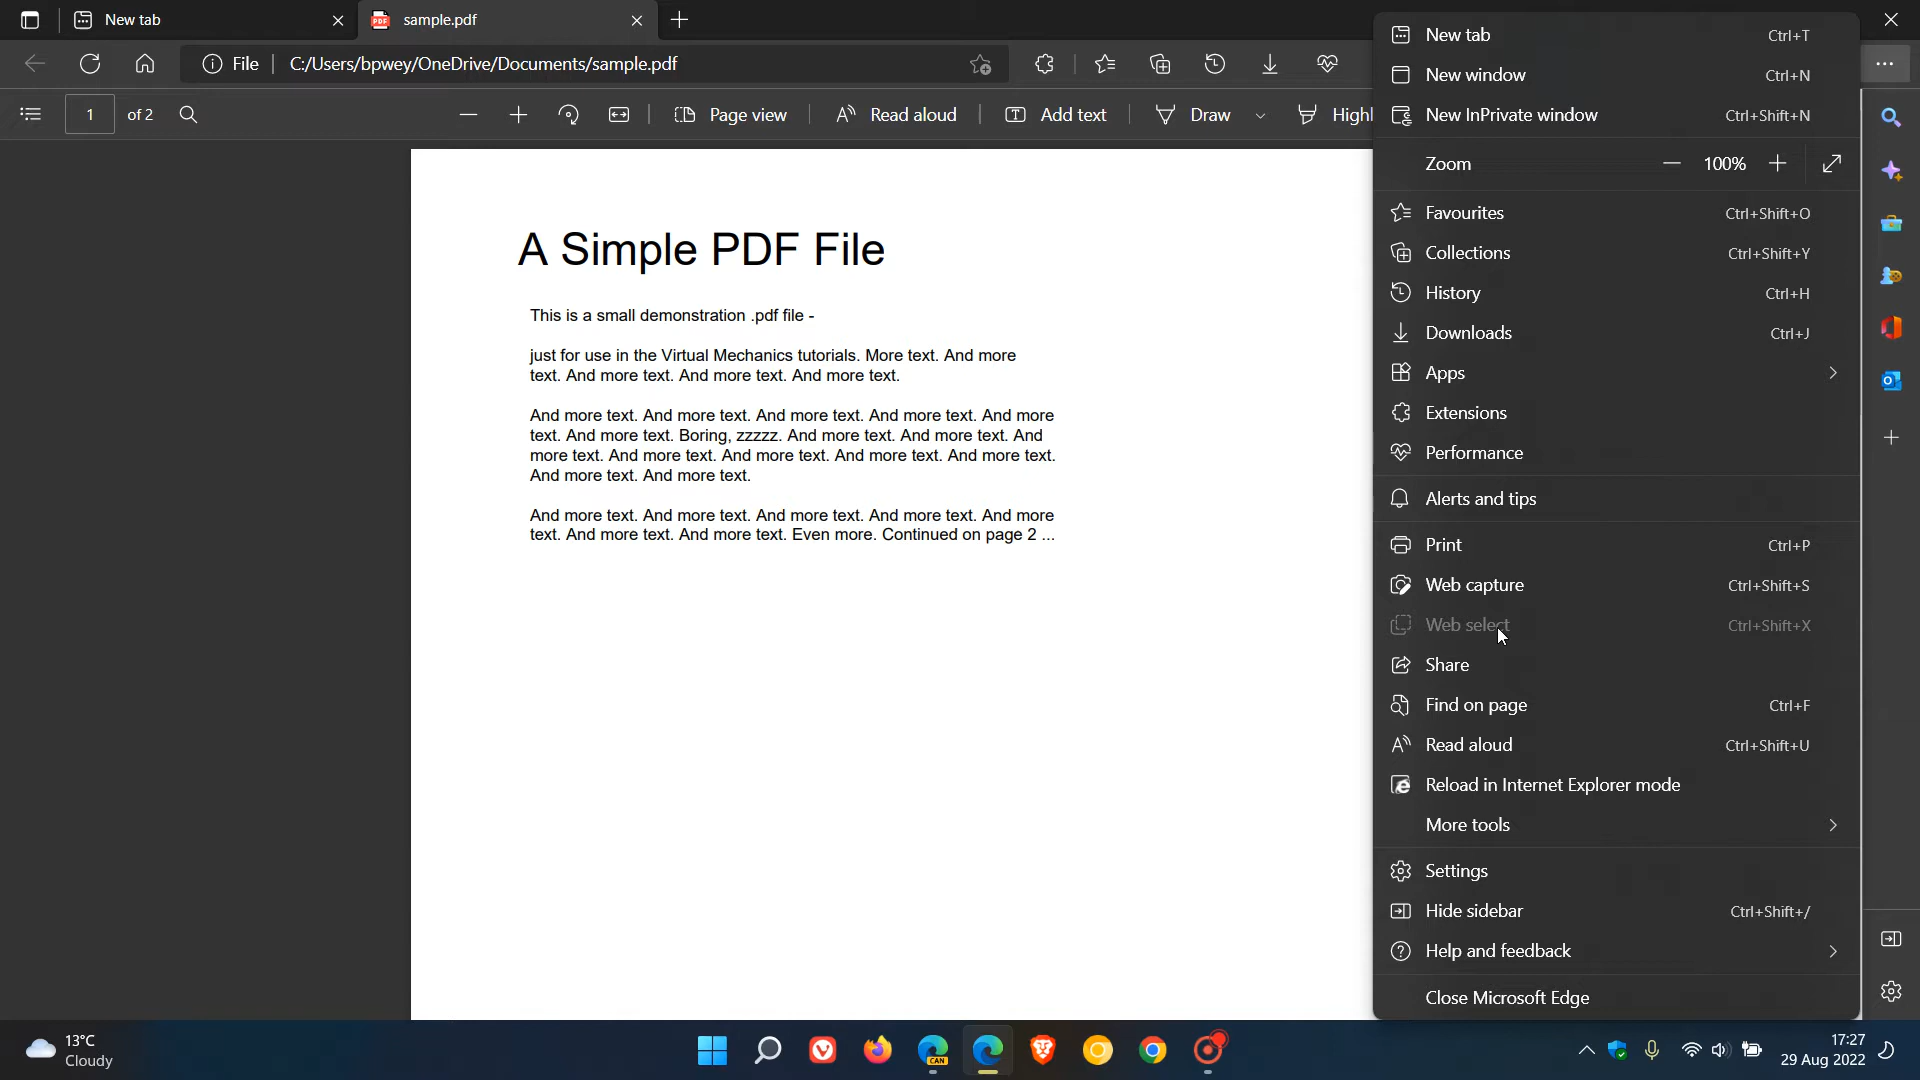 New tab
sample.pdf
File
C:/Users/bpwey/OneDrive/Documents/sample.pdf
1 of 2
Page view
Read aloud
Add text
Draw
Highl
A Simple PDF File
This is a small demonstration .pdf file -
just for use in the Virtual Mechanics tutorials. More text. And more
text. And more text. And more text. And more text.
And more text. And more text. And more text. And more text. And more
text. And more text. Boring, zzzzz. And more text. And more text. And
more text. And more text. And more text. And more text. And more text.
And more text. And more text.
And more text. And more text. And more text. And more text. And more
text. And more text. And more text. Even more. Continued on page 2 ...
New tab Ctrl+T
New window Ctrl+N
New InPrivate window Ctrl+Shift+N
Zoom 100%
Favourites Ctrl+Shift+O
Collections Ctrl+Shift+Y
History Ctrl+H
Downloads Ctrl+J
Apps
Extensions
Performance
Alerts and tips
Print Ctrl+P
Web capture Ctrl+Shift+S
Web select Ctrl+Shift+X
Share
Find on page Ctrl+F
Read aloud Ctrl+Shift+U
Reload in Internet Explorer mode
More tools
Settings
Hide sidebar Ctrl+Shift+/
Help and feedback
Close Microsoft Edge
13°C
Cloudy
CAN
17:27
29 Aug 2022